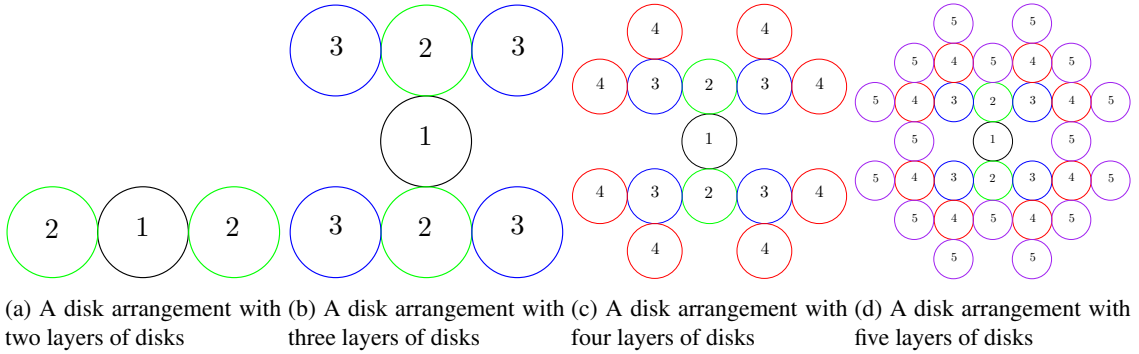 2 1 2
(a) A disk arrangement with
two layers of disks
3 2 3
1
3 2 3
(b) A disk arrangement with
three layers of disks
4 4
4 3 2 3 4
1
4 3 2 3 4
4 4
(c) A disk arrangement with
four layers of disks
5 5
5 4 5 4 5
5 4 3 2 3 4 5
5 1 5
5 4 3 2 3 4 5
5 4 5 4 5
5 5
(d) A disk arrangement with
five layers of disks